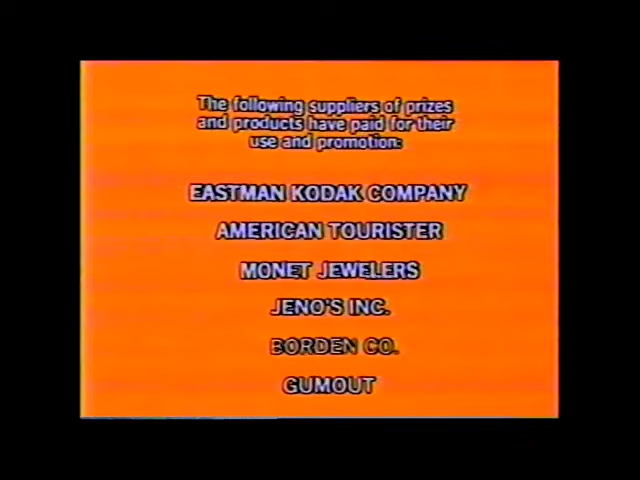 The following suppliers of prizes
and products have paid for their
use and promotion:
EASTMAN KODAK COMPANY
AMERICAN TOURISTER
MONET JEWELERS
JENO'S INC.
BORDEN CO.
GUMOUT